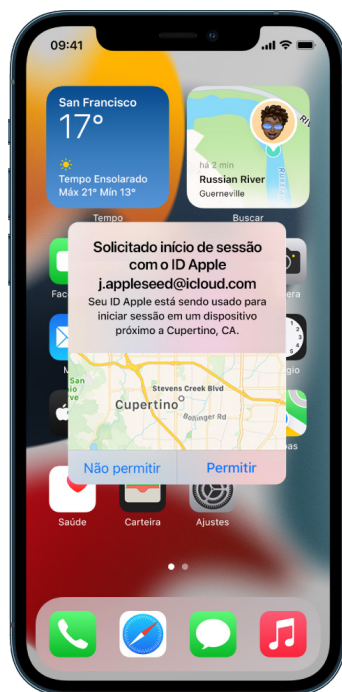 09:41
San Francisco
17°
Tempo Ensolarado
Máx 21° Mín 13°
Tempo
há 2 min
Russian River
Guerneville
Buscar
Solicitado início de sessão
com o ID Apple
j.appleseed@icloud.com
Seu ID Apple está sendo usado para
iniciar sessão em um dispositivo
próximo a Cupertino, CA.
Stevens Creek Blvd
Cupertino
Bollinger Rd
Não permitir
Permitir
Saúde
Carteira
Ajustes